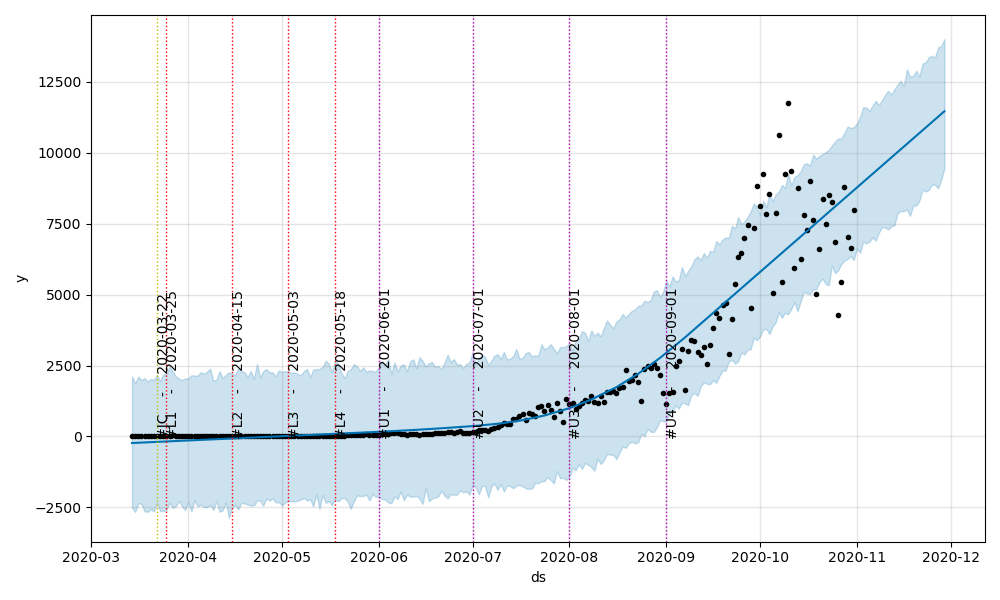 12500
10000
7500
5000
2500
0
−2500
y
#JC - 2020-03-22
#L1 - 2020-03-25
#L2 - 2020-04-15
#L3 - 2020-05-03
#L4 - 2020-05-18
#U1 - 2020-06-01
#U2 - 2020-07-01
#U3 - 2020-08-01
#U4 - 2020-09-01
2020-03
2020-04
2020-05
2020-06
2020-07
2020-08
2020-09
2020-10
2020-11
2020-12
ds